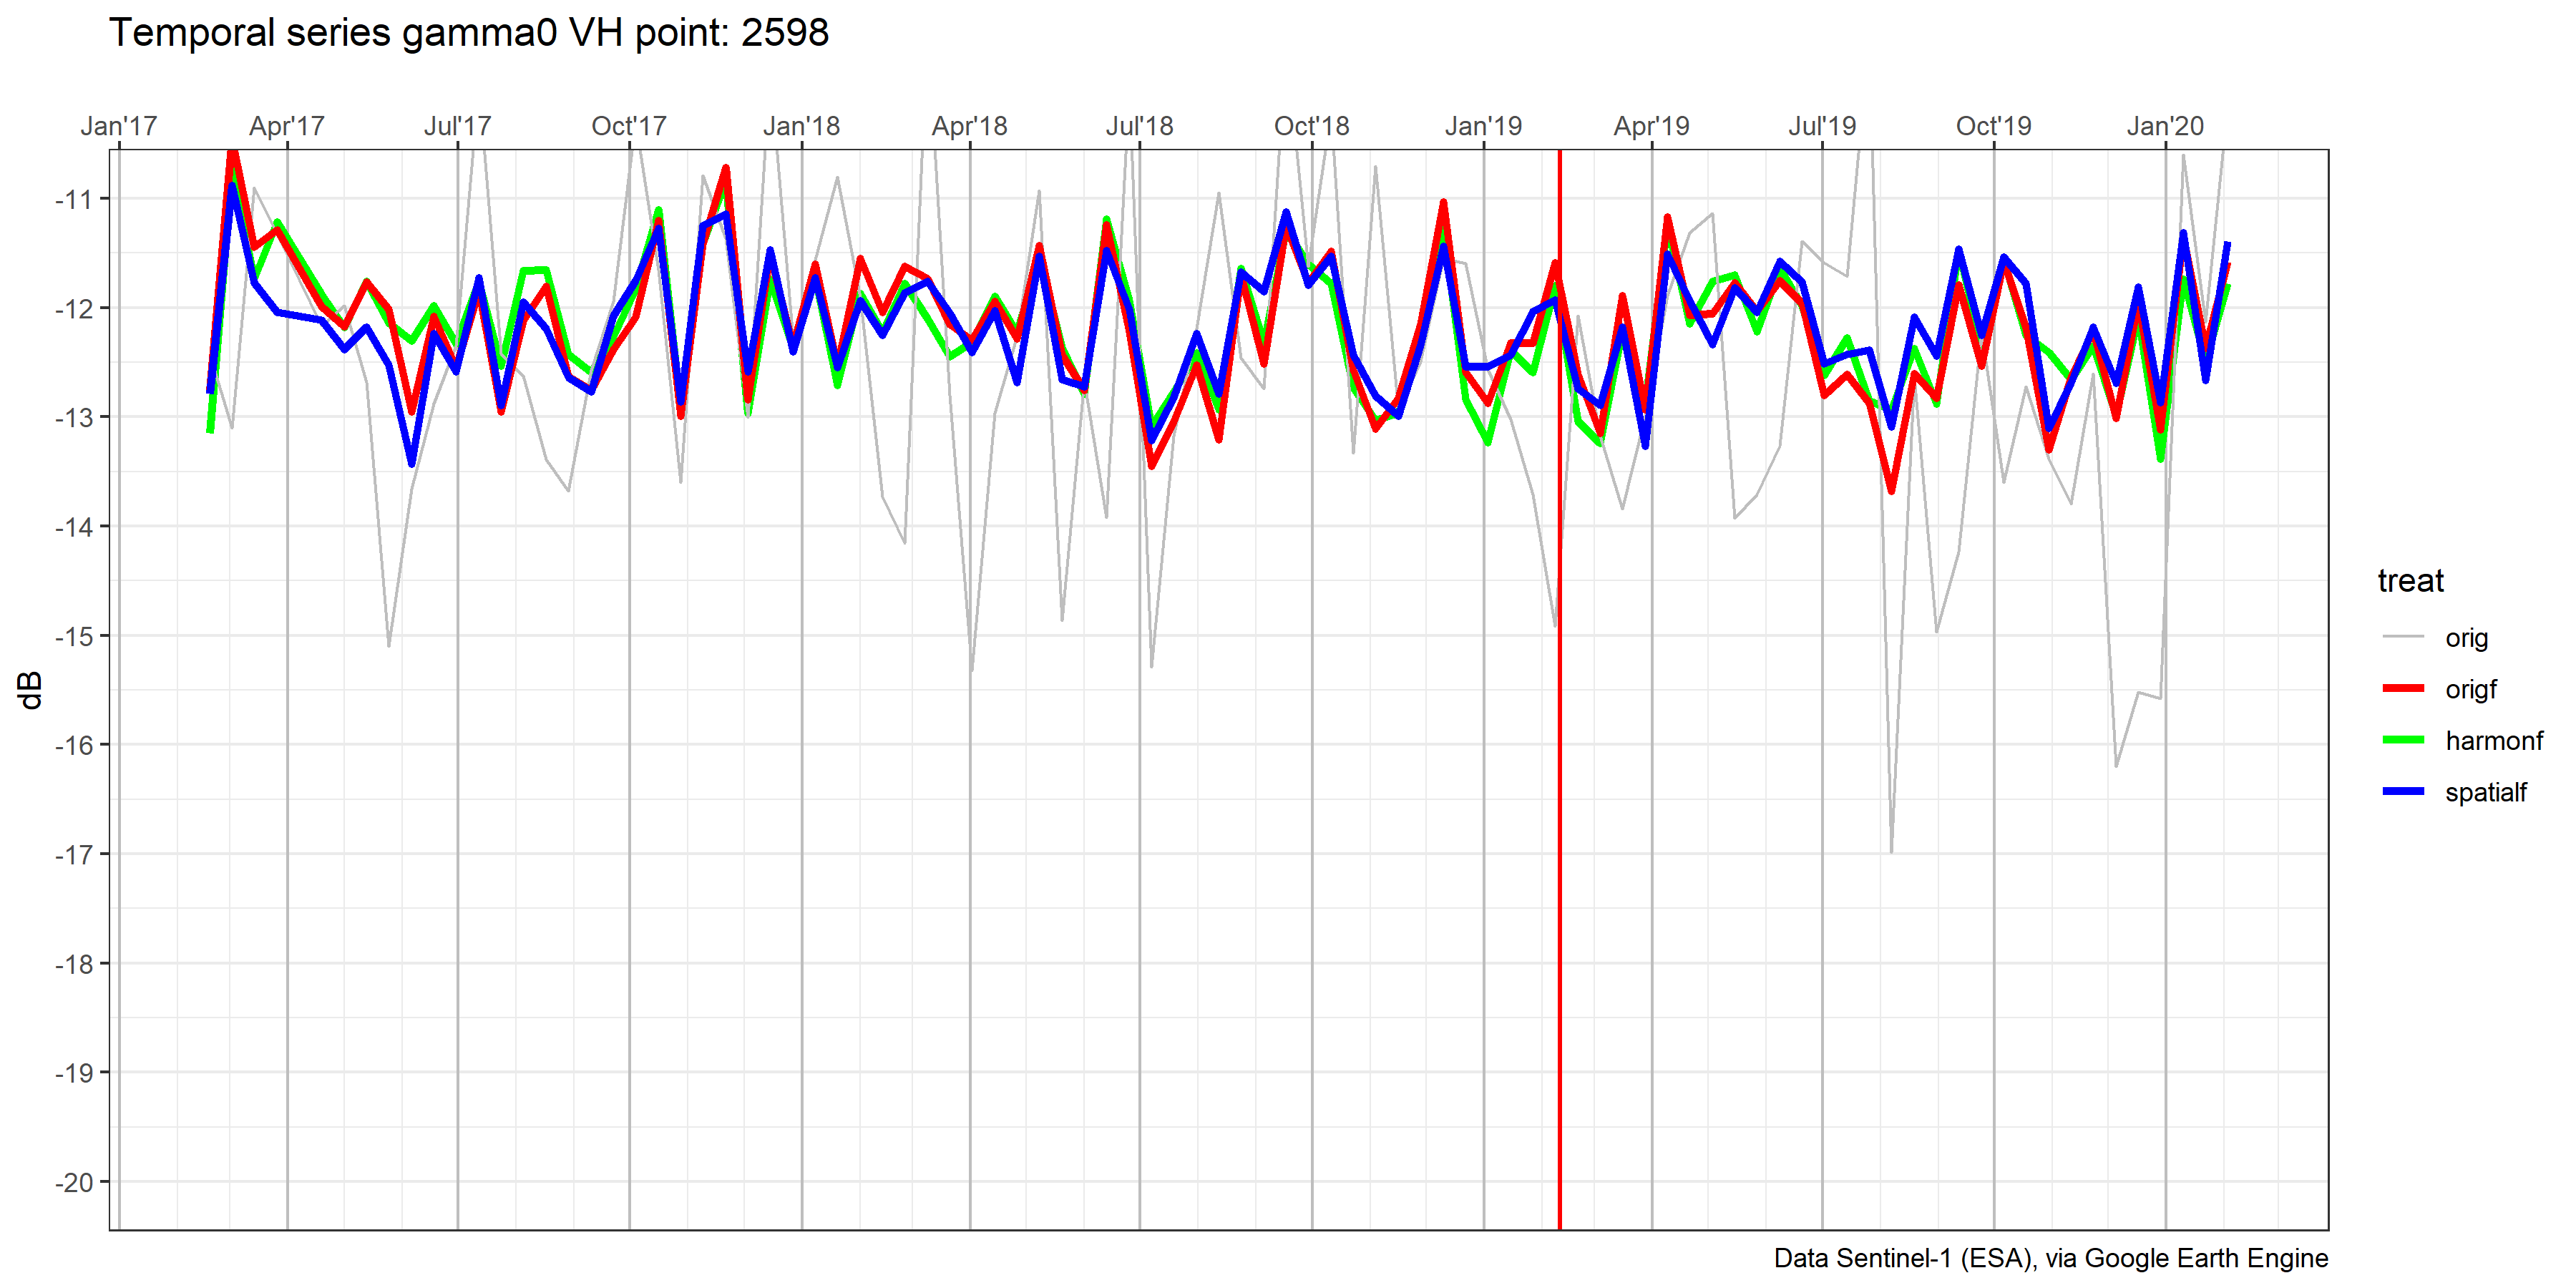 Temporal series gamma0 VH point: 2598
Jan'17 Apr'17 Jul'17 Oct'17 Jan'18 Apr'18 Jul'18 Oct'18 Jan'19 Apr'19 Jul'19 Oct'19 Jan'20
-11
-12
-13
-14
-15
-16
-17
-18
-19
-20
dB
treat
orig
origf
harmonf
spatialf
Data Sentinel-1 (ESA), via Google Earth Engine